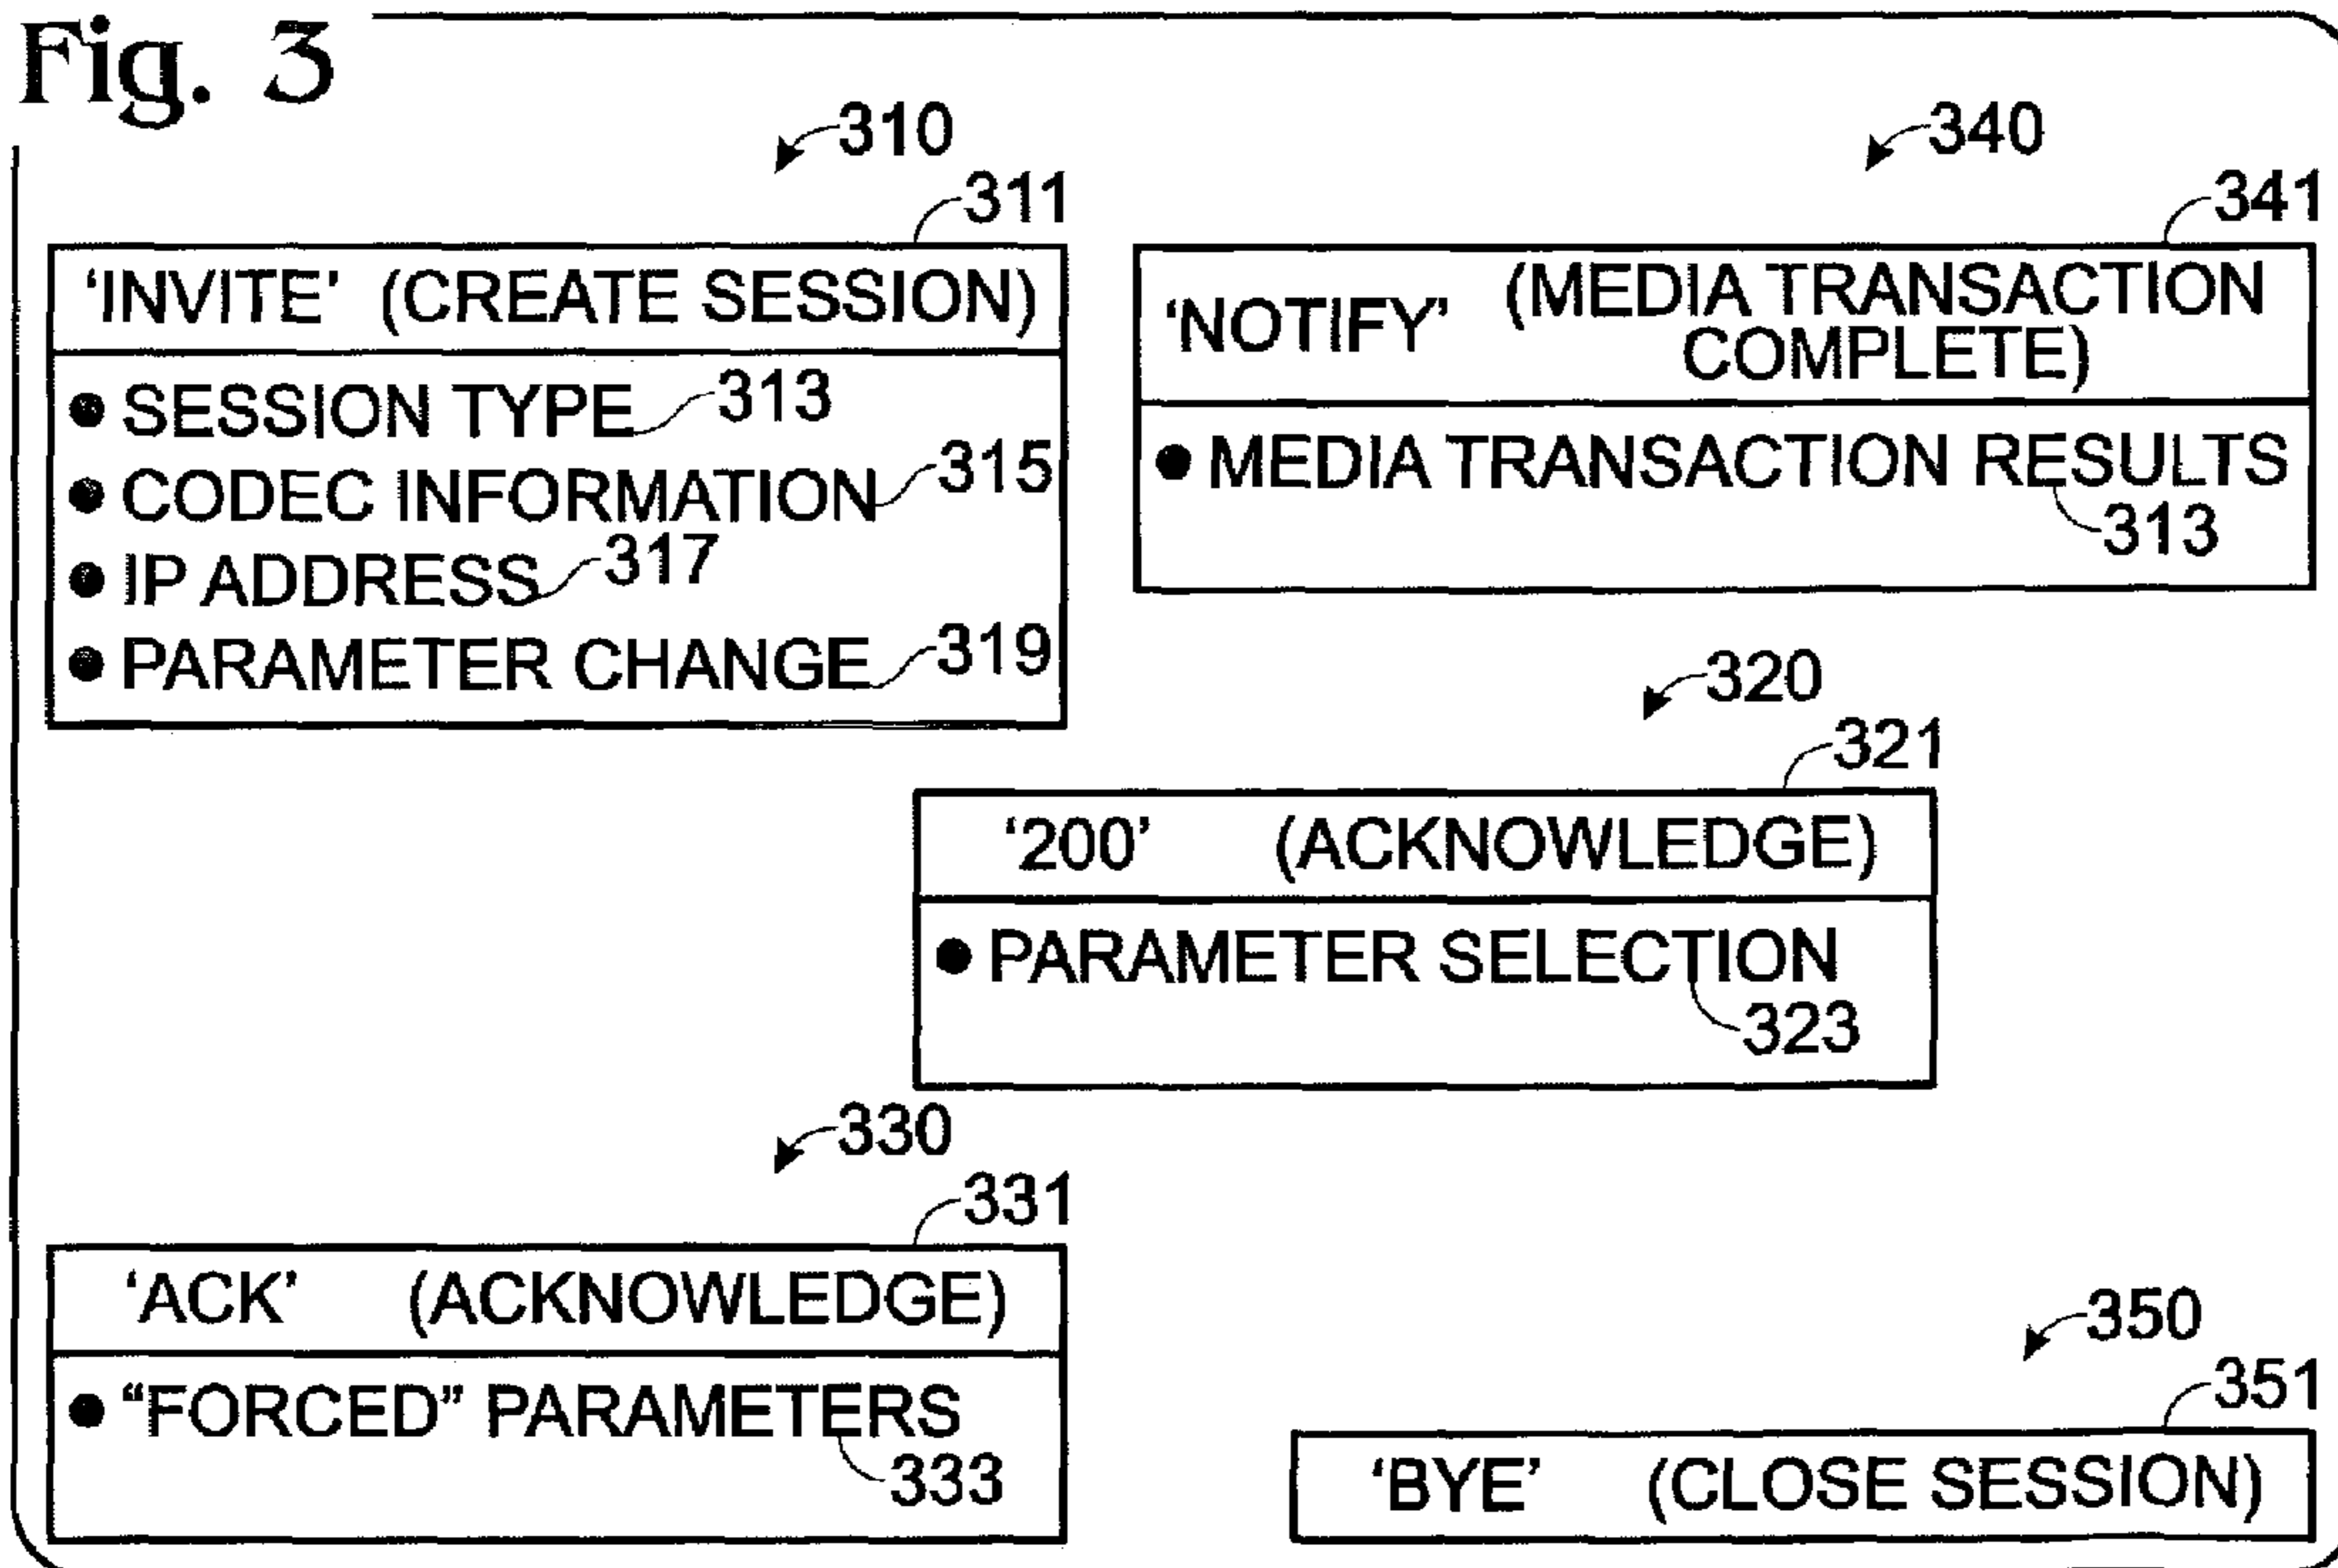 Fig. 3
310
311
'INVITE' (CREATE SESSION)
● SESSION TYPE 313
● CODEC INFORMATION 315
● IP ADDRESS 317
● PARAMETER CHANGE 319
340
341
'NOTIFY' (MEDIA TRANSACTION
COMPLETE)
● MEDIA TRANSACTION RESULTS
313
320
321
'200' (ACKNOWLEDGE)
● PARAMETER SELECTION
323
330
331
'ACK' (ACKNOWLEDGE)
● "FORCED" PARAMETERS
333
350
351
'BYE' (CLOSE SESSION)